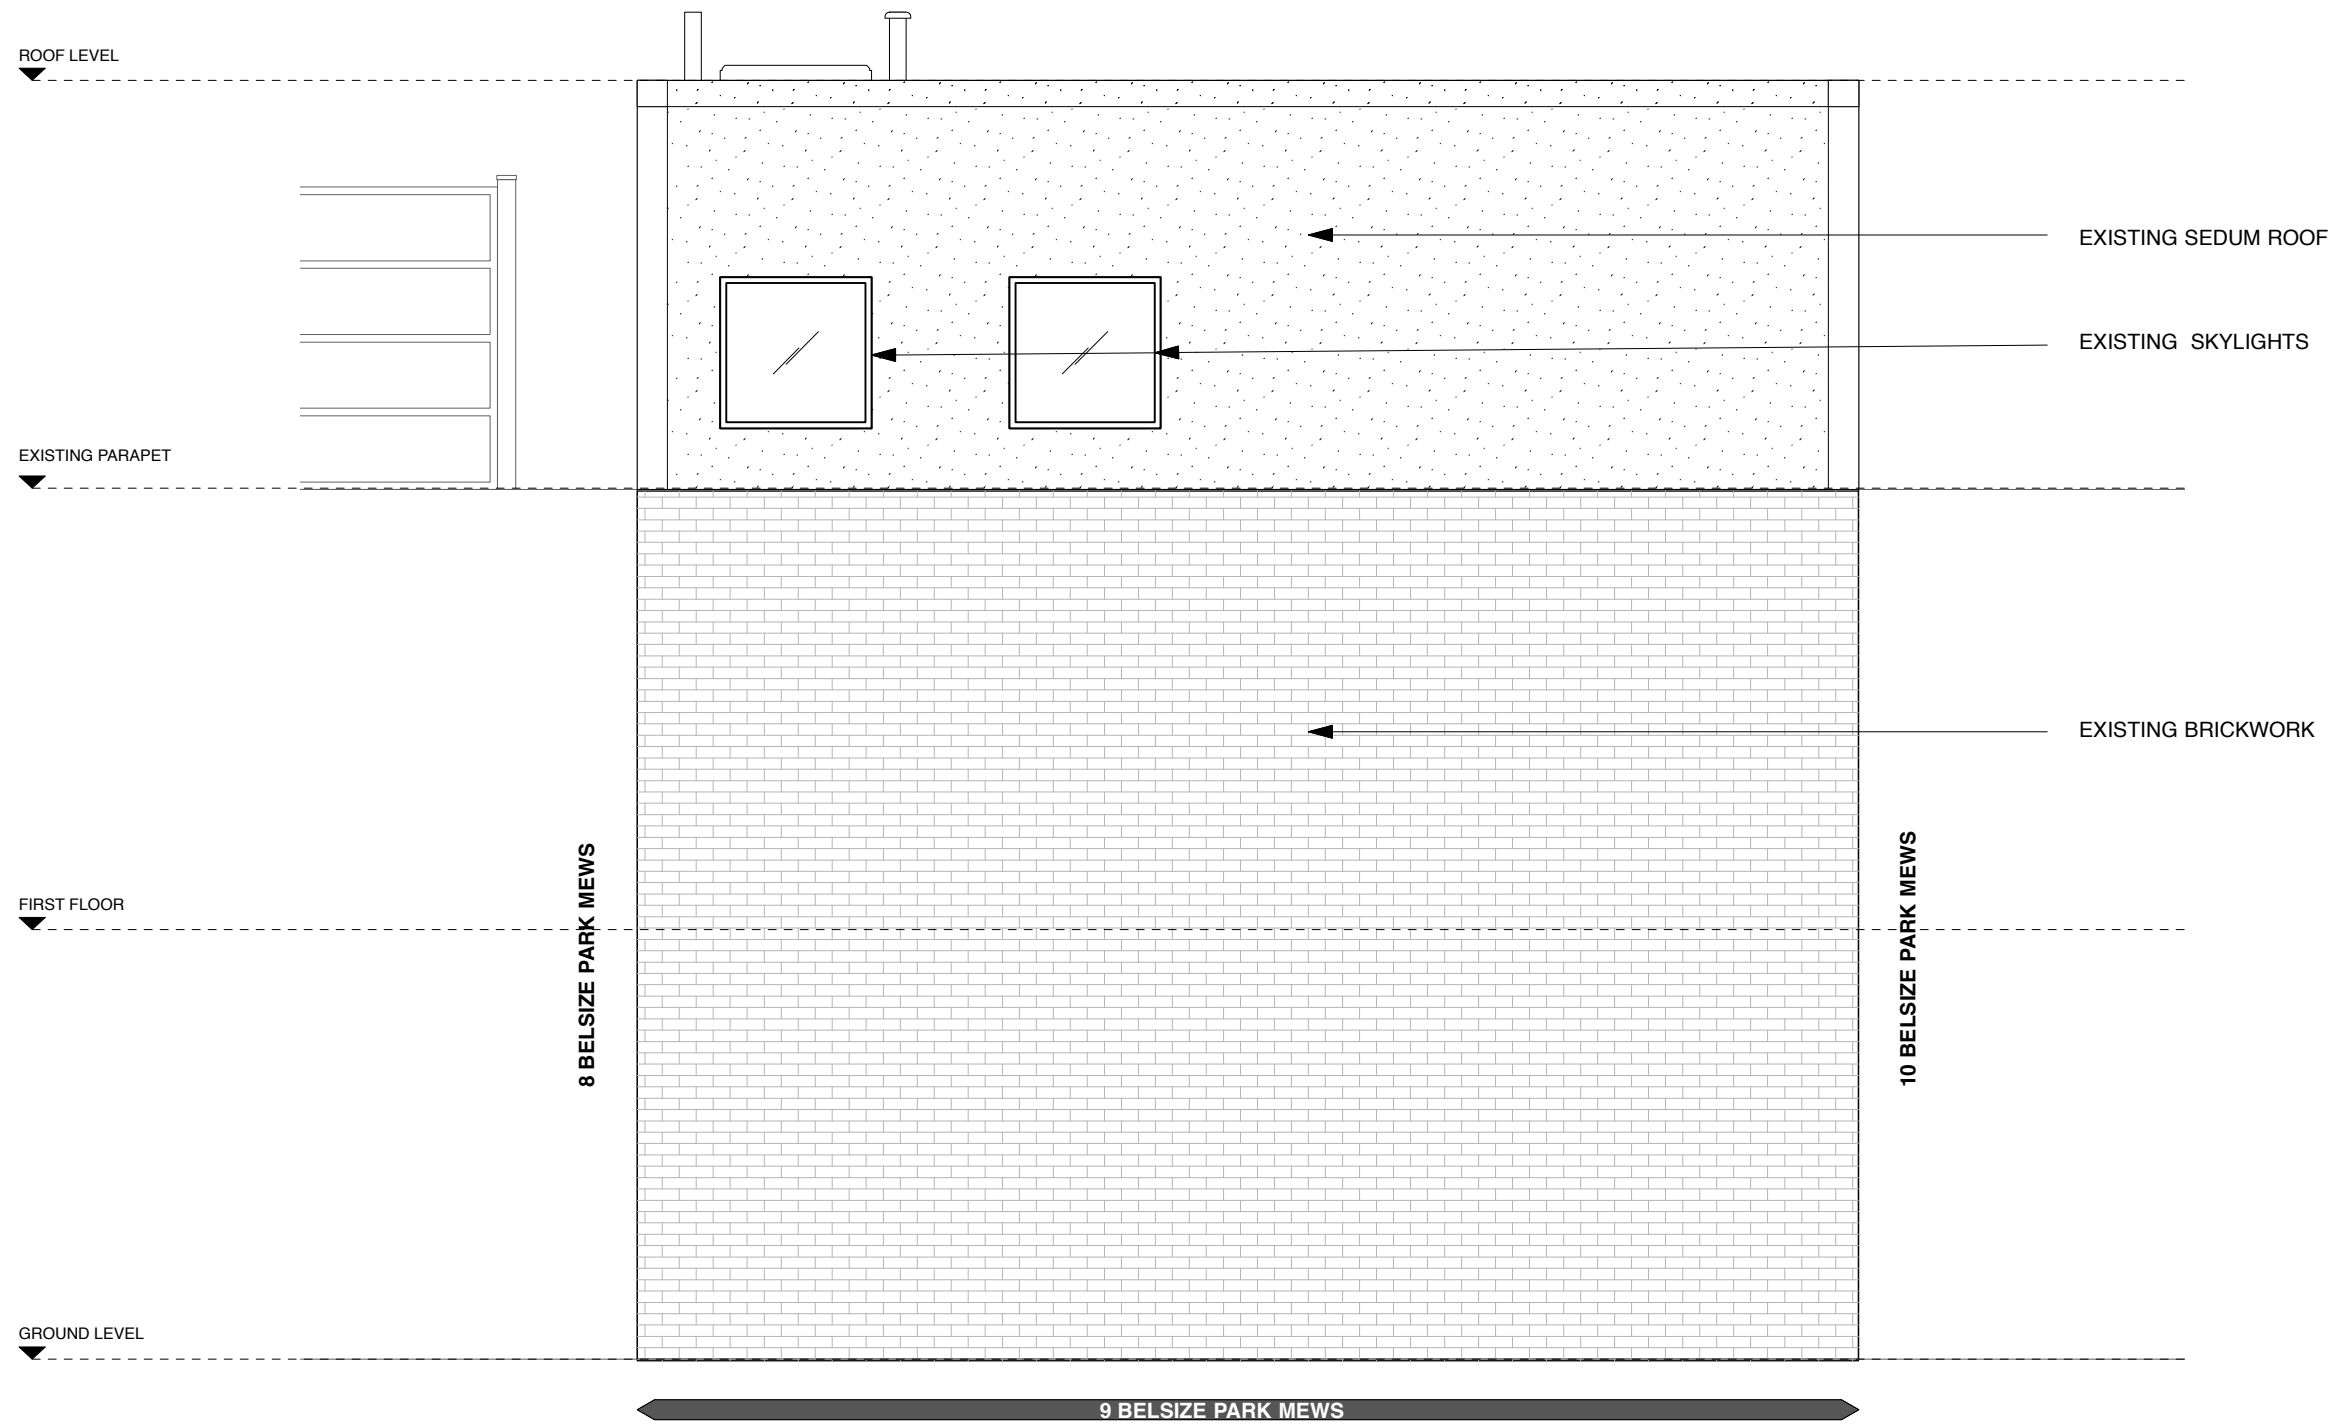 ROOF LEVEL
EXISTING SEDUM ROOF
EXISTING SKYLIGHTS
EXISTING PARAPET
EXISTING BRICKWORK
8 BELSIZE PARK MEWS
10 BELSIZE PARK MEWS
FIRST FLOOR
GROUND LEVEL
9 BELSIZE PARK MEWS